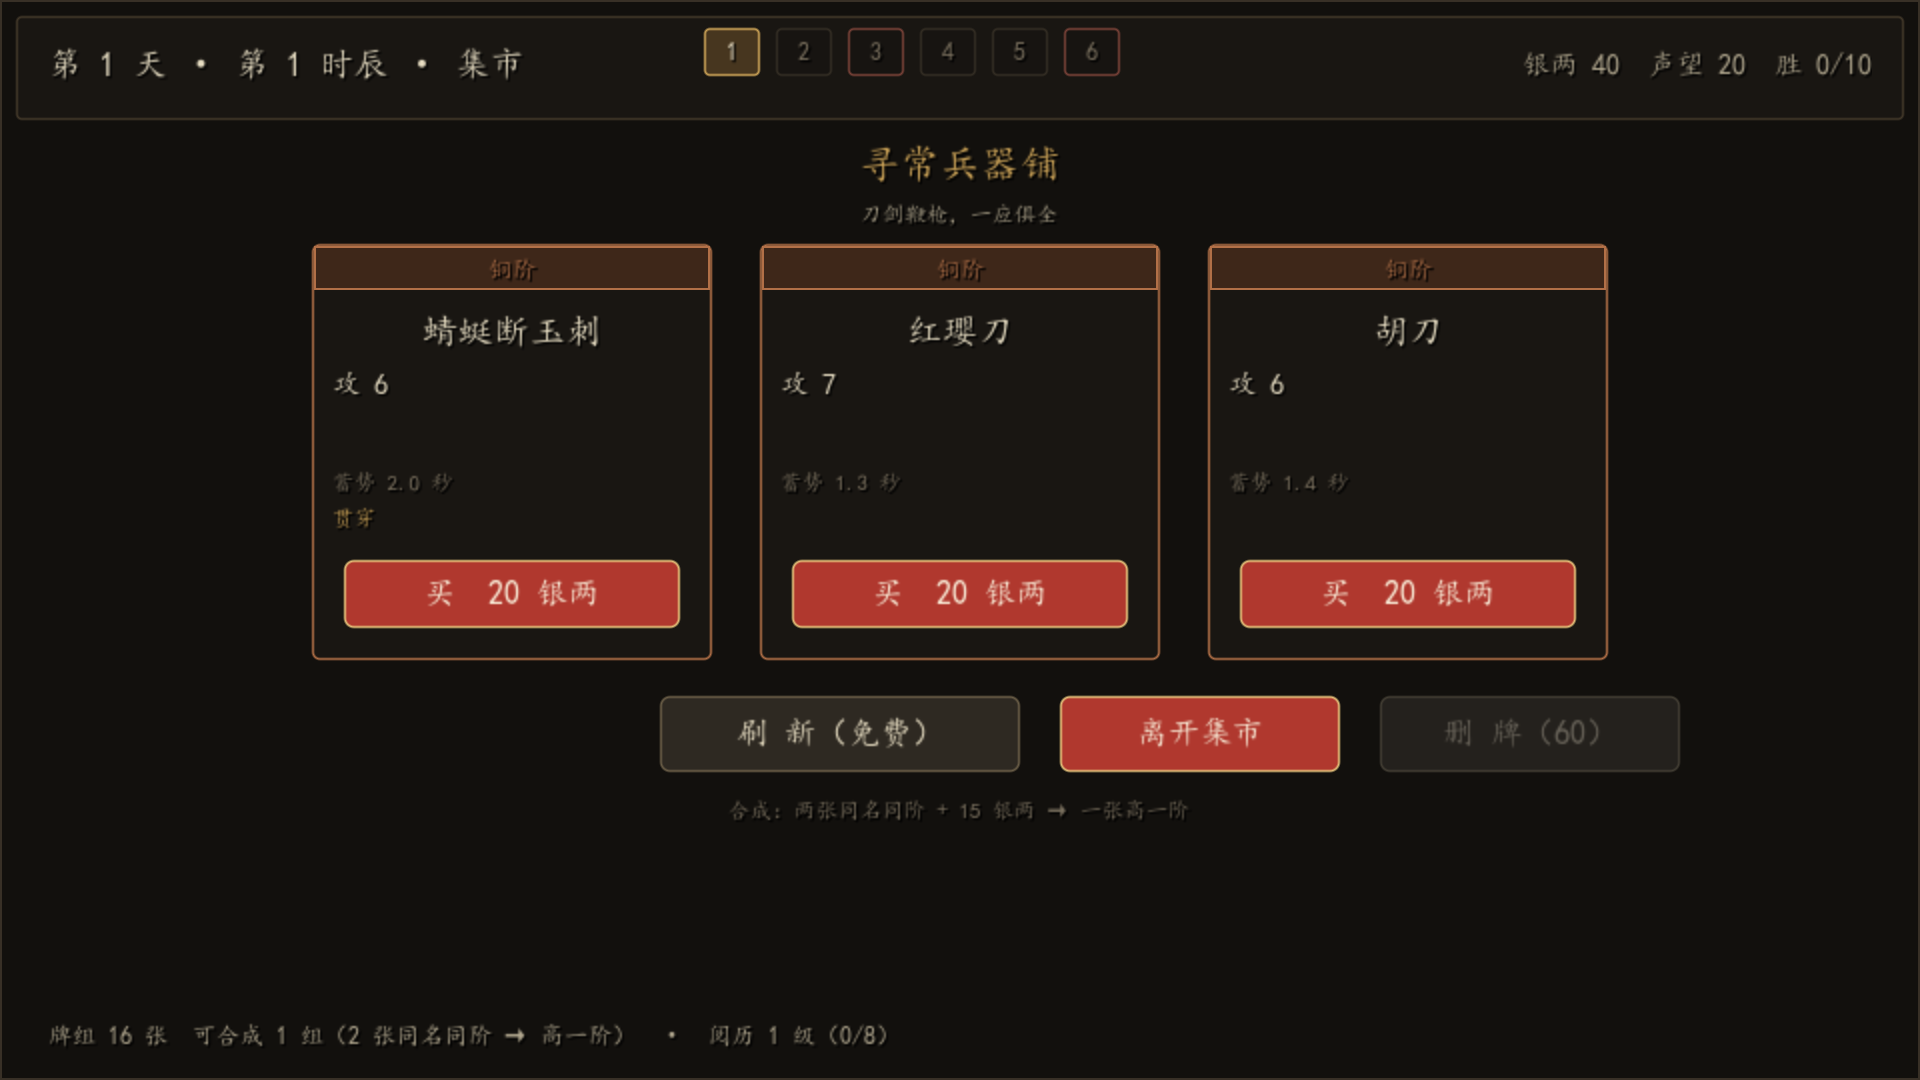 第 1 天 · 第 1 时辰 · 集市
1 2 3 4 5 6
银两 40 声望 20 胜 0/10
寻常兵器铺
刀剑鞭枪，一应俱全
铜阶
蜻蜓断玉刺
攻 6
蓄势 2.0 秒
贯穿
买 20 银两
铜阶
红璎刀
攻 7
蓄势 1.3 秒
买 20 银两
铜阶
胡刀
攻 6
蓄势 1.4 秒
买 20 银两
刷 新（免费）
离开集市
删 牌（60）
合成：两张同名同阶 + 15 银两 → 一张高一阶
牌组 16 张 可合成 1 组（2 张同名同阶 → 高一阶） · 阅历 1 级（0/8）